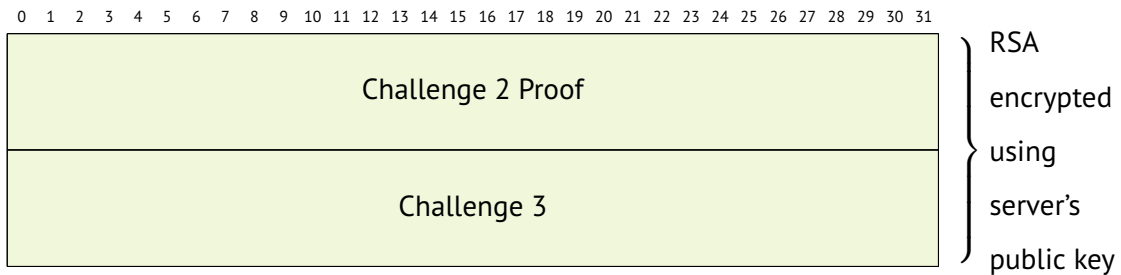 0 1 2 3 4 5 6 7 8 9 10 11 12 13 14 15 16 17 18 19 20 21 22 23 24 25 26 27 28 29 30 31
Challenge 2 Proof
Challenge 3
RSA
encrypted
using
server’s
public key